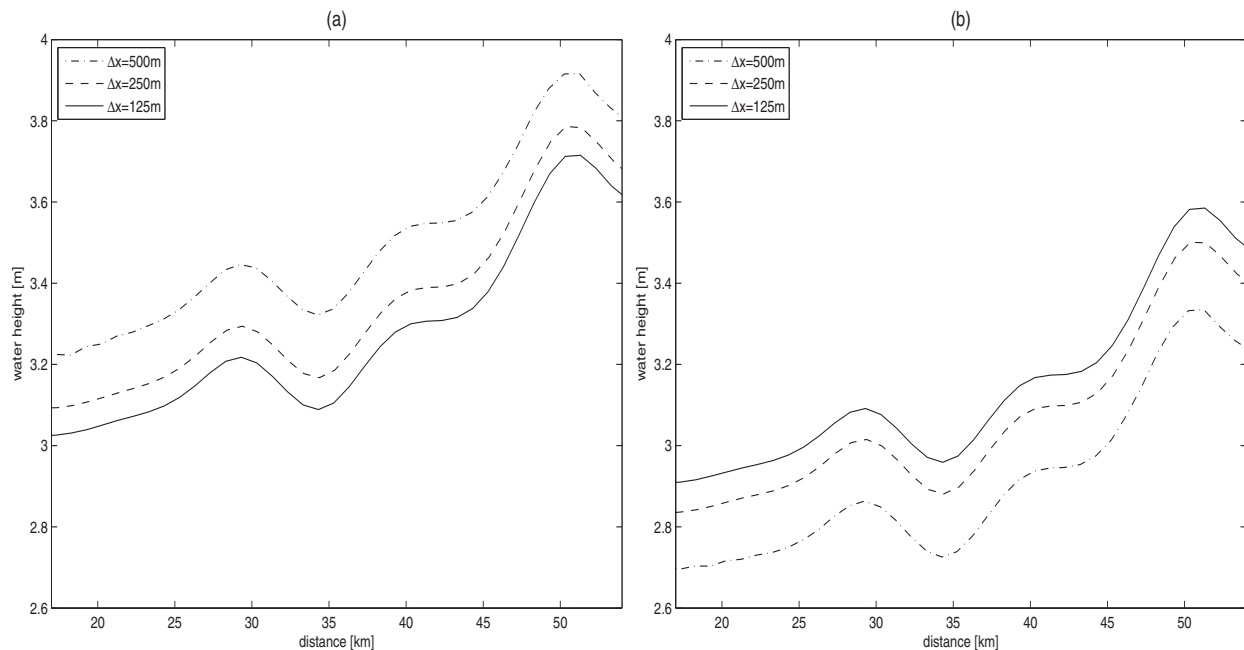 (a)
4
3.8
3.6
3.4
3.2
3
2.8
2.6
water height [m]
Δx=500m
Δx=250m
Δx=125m
20 25 30 35 40 45 50
distance [km]
(b)
4
3.8
3.6
3.4
3.2
3
2.8
2.6
water height [m]
Δx=500m
Δx=250m
Δx=125m
20 25 30 35 40 45 50
distance [km]